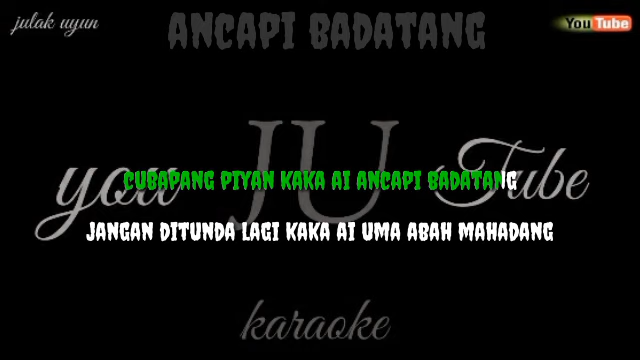 julak uyun
ANCAPI BADATANG
YouTube
you JU Tube
CUBAPANG PIYAN KAKA AI ANCAPI BADATANG
JANGAN DITUNDA LAGI KAKA AI UMA ABAH MAHADANG
karaoke